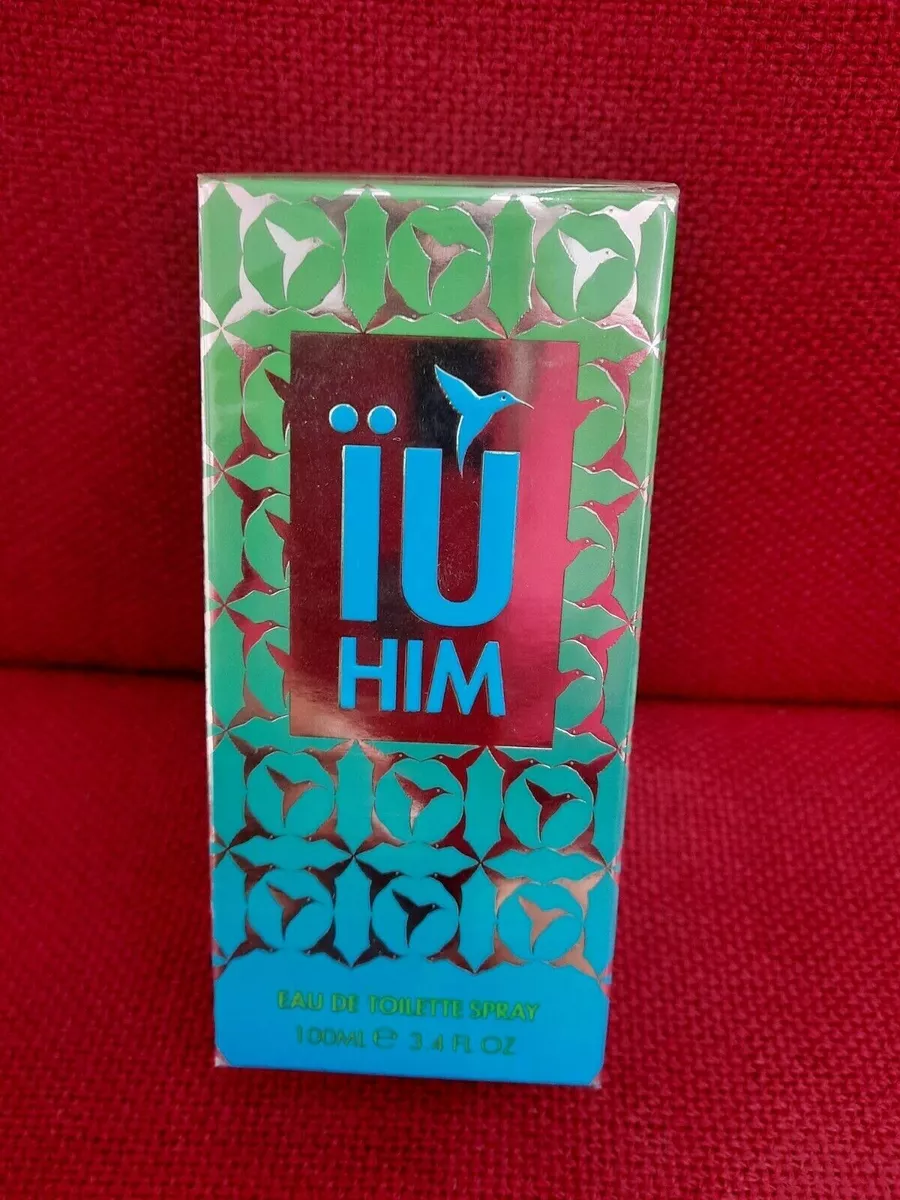 ÏU
HIM
EAU DE TOILETTE SPRAY
100ML ℮ 3.4 FL OZ